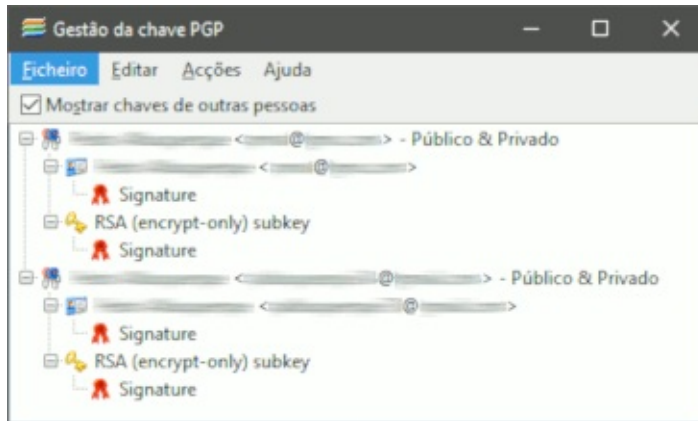 Gestão da chave PGP
Ficheiro Editar Acções Ajuda
Mostrar chaves de outras pessoas
< @ > - Público & Privado
< @ >
Signature
RSA (encrypt-only) subkey
Signature
< @ > - Público & Privado
< @ >
Signature
RSA (encrypt-only) subkey
Signature